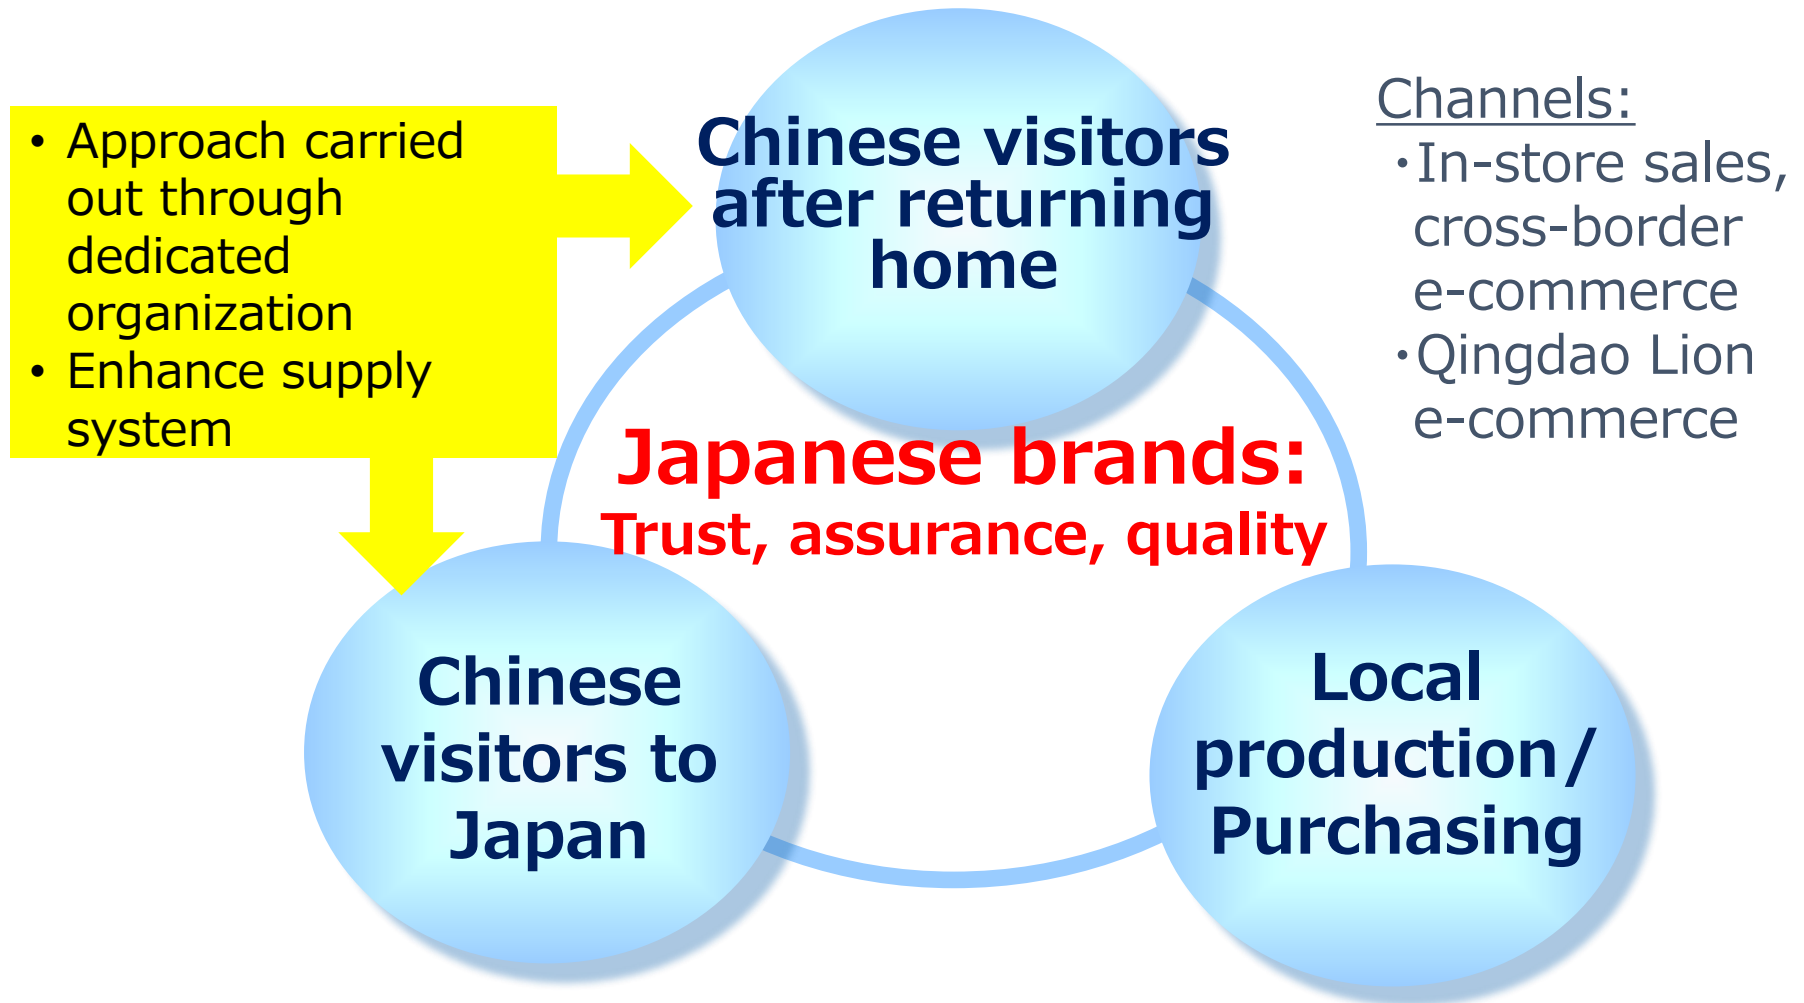 • Approach carried
out through
dedicated
organization
• Enhance supply
system
Chinese visitors
after returning
home
Channels:
・In-store sales,
cross-border
e-commerce
・Qingdao Lion
e-commerce
Japanese brands:
Trust, assurance, quality
Chinese
visitors to
Japan
Local
production/
Purchasing